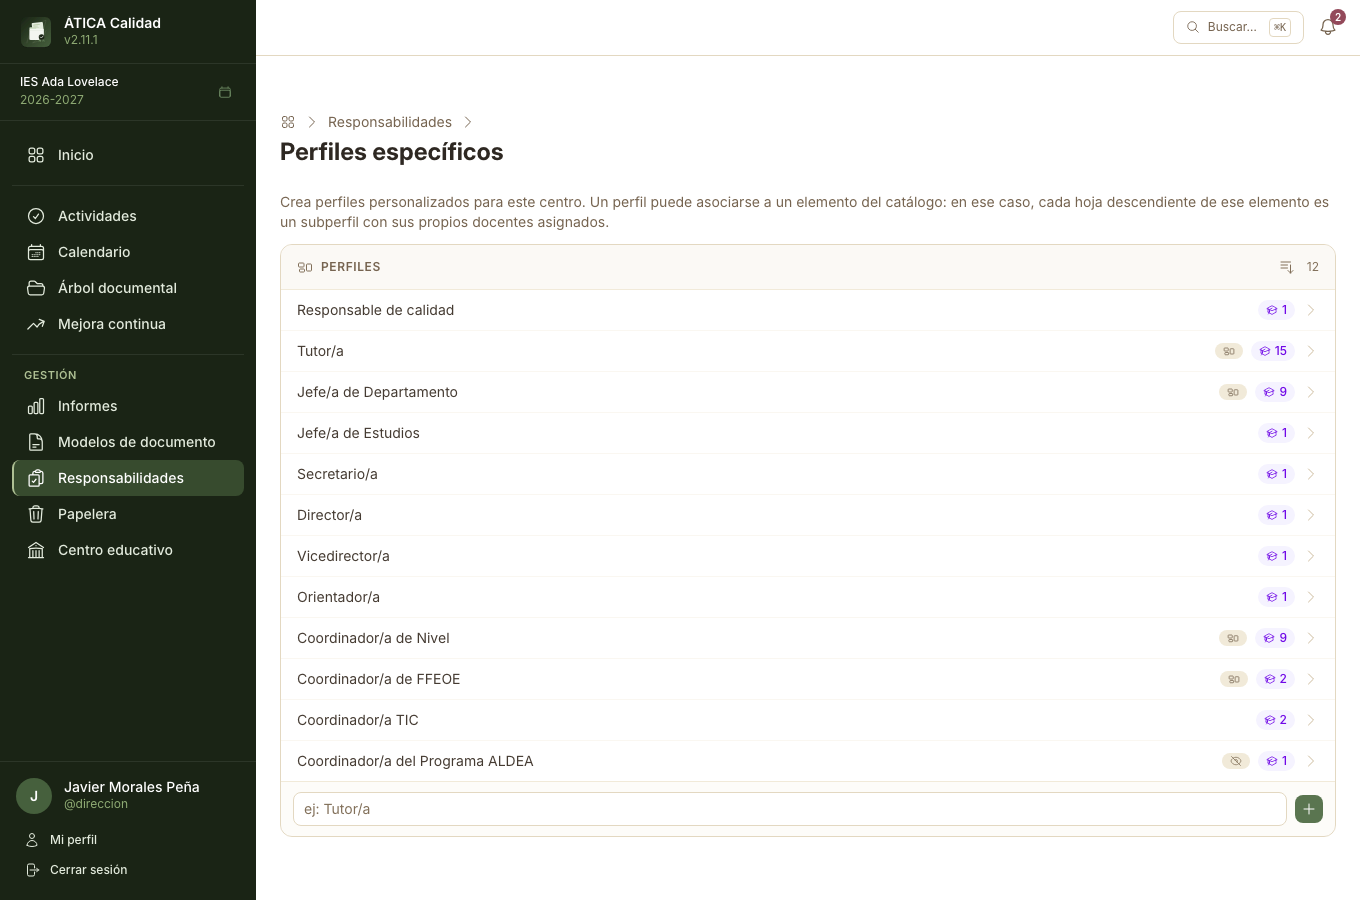 ÁTICA Calidad
v2.11.1
IES Ada Lovelace
2026-2027
Inicio
Actividades
Calendario
Árbol documental
Mejora continua
GESTIÓN
Informes
Modelos de documento
Responsabilidades
Papelera
Centro educativo
Javier Morales Peña
J
@direccion
Mi perfil
Cerrar sesión
Buscar...
⌘K
2
Responsabilidades
Perfiles específicos
Crea perfiles personalizados para este centro. Un perfil puede asociarse a un elemento del catálogo: en ese caso, cada hoja descendiente de ese elemento es
un subperfil con sus propios docentes asignados.
PERFILES 12
Responsable de calidad 1
Tutor/a 15
Jefe/a de Departamento 9
Jefe/a de Estudios 1
Secretario/a 1
Director/a 1
Vicedirector/a 1
Orientador/a 1
Coordinador/a de Nivel 9
Coordinador/a de FFEOE 2
Coordinador/a TIC 2
Coordinador/a del Programa ALDEA 1
ej: Tutor/a